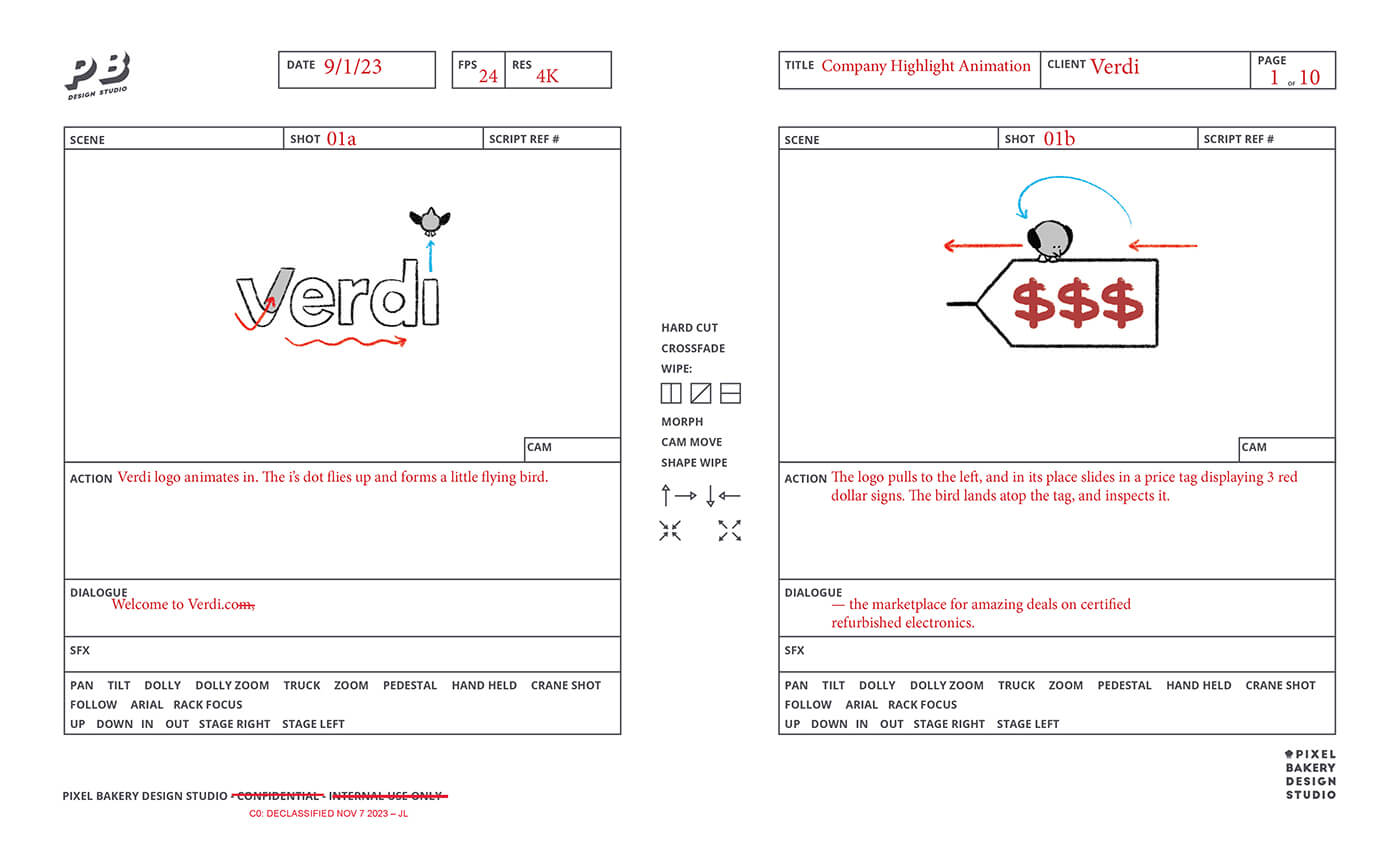 PB
DESIGN STUDIO
DATE 9/1/23
FPS 24 RES 4K
TITLE Company Highlight Animation CLIENT Verdi PAGE 1 OF 10
SCENE SHOT 01a SCRIPT REF #
verdi
CAM
ACTION Verdi logo animates in. The i's dot flies up and forms a little flying bird.
DIALOGUE
Welcome to Verdi.com,
SFX
PAN TILT DOLLY DOLLY ZOOM TRUCK ZOOM PEDESTAL HAND HELD CRANE SHOT
FOLLOW ARIAL RACK FOCUS
UP DOWN IN OUT STAGE RIGHT STAGE LEFT
HARD CUT
CROSSFADE
WIPE:
MORPH
CAM MOVE
SHAPE WIPE
SCENE SHOT 01b SCRIPT REF #
$$$
CAM
ACTION The logo pulls to the left, and in its place slides in a price tag displaying 3 red
dollar signs. The bird lands atop the tag, and inspects it.
DIALOGUE
— the marketplace for amazing deals on certified
refurbished electronics.
SFX
PAN TILT DOLLY DOLLY ZOOM TRUCK ZOOM PEDESTAL HAND HELD CRANE SHOT
FOLLOW ARIAL RACK FOCUS
UP DOWN IN OUT STAGE RIGHT STAGE LEFT
PIXEL BAKERY DESIGN STUDIO - CONFIDENTIAL - INTERNAL USE ONLY
C0: DECLASSIFIED NOV 7 2023 – JL
PIXEL
BAKERY
DESIGN
STUDIO